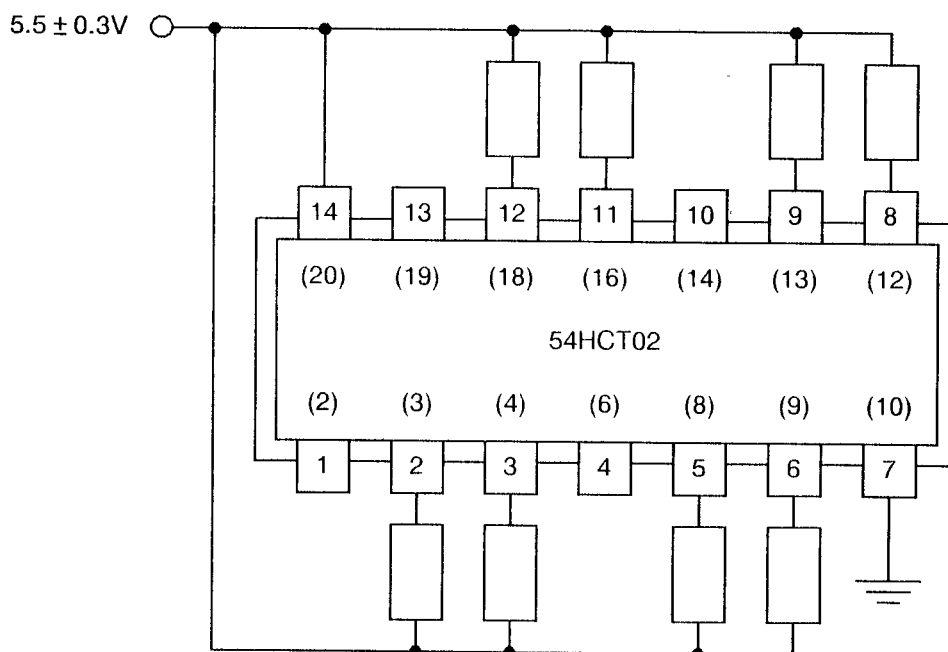 5.5 ± 0.3V
14 13 12 11 10 9 8
(20) (19) (18) (16) (14) (13) (12)
54HCT02
(2) (3) (4) (6) (8) (9) (10)
1 2 3 4 5 6 7